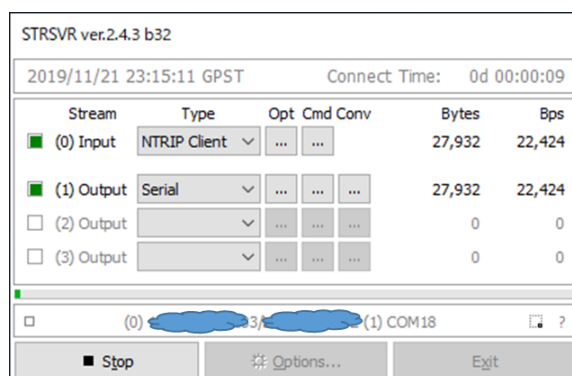 STRSVR ver.2.4.3 b32
2019/11/21 23:15:11 GPST Connect Time: 0d 00:00:09
Stream Type Opt Cmd Conv Bytes Bps
(0) Input NTRIP Client ... ... 27,932 22,424
(1) Output Serial ... ... ... 27,932 22,424
(2) Output ... ... ... 0 0
(3) Output ... ... ... 0 0
(0) (1) COM18 ?
Stop Options... Exit